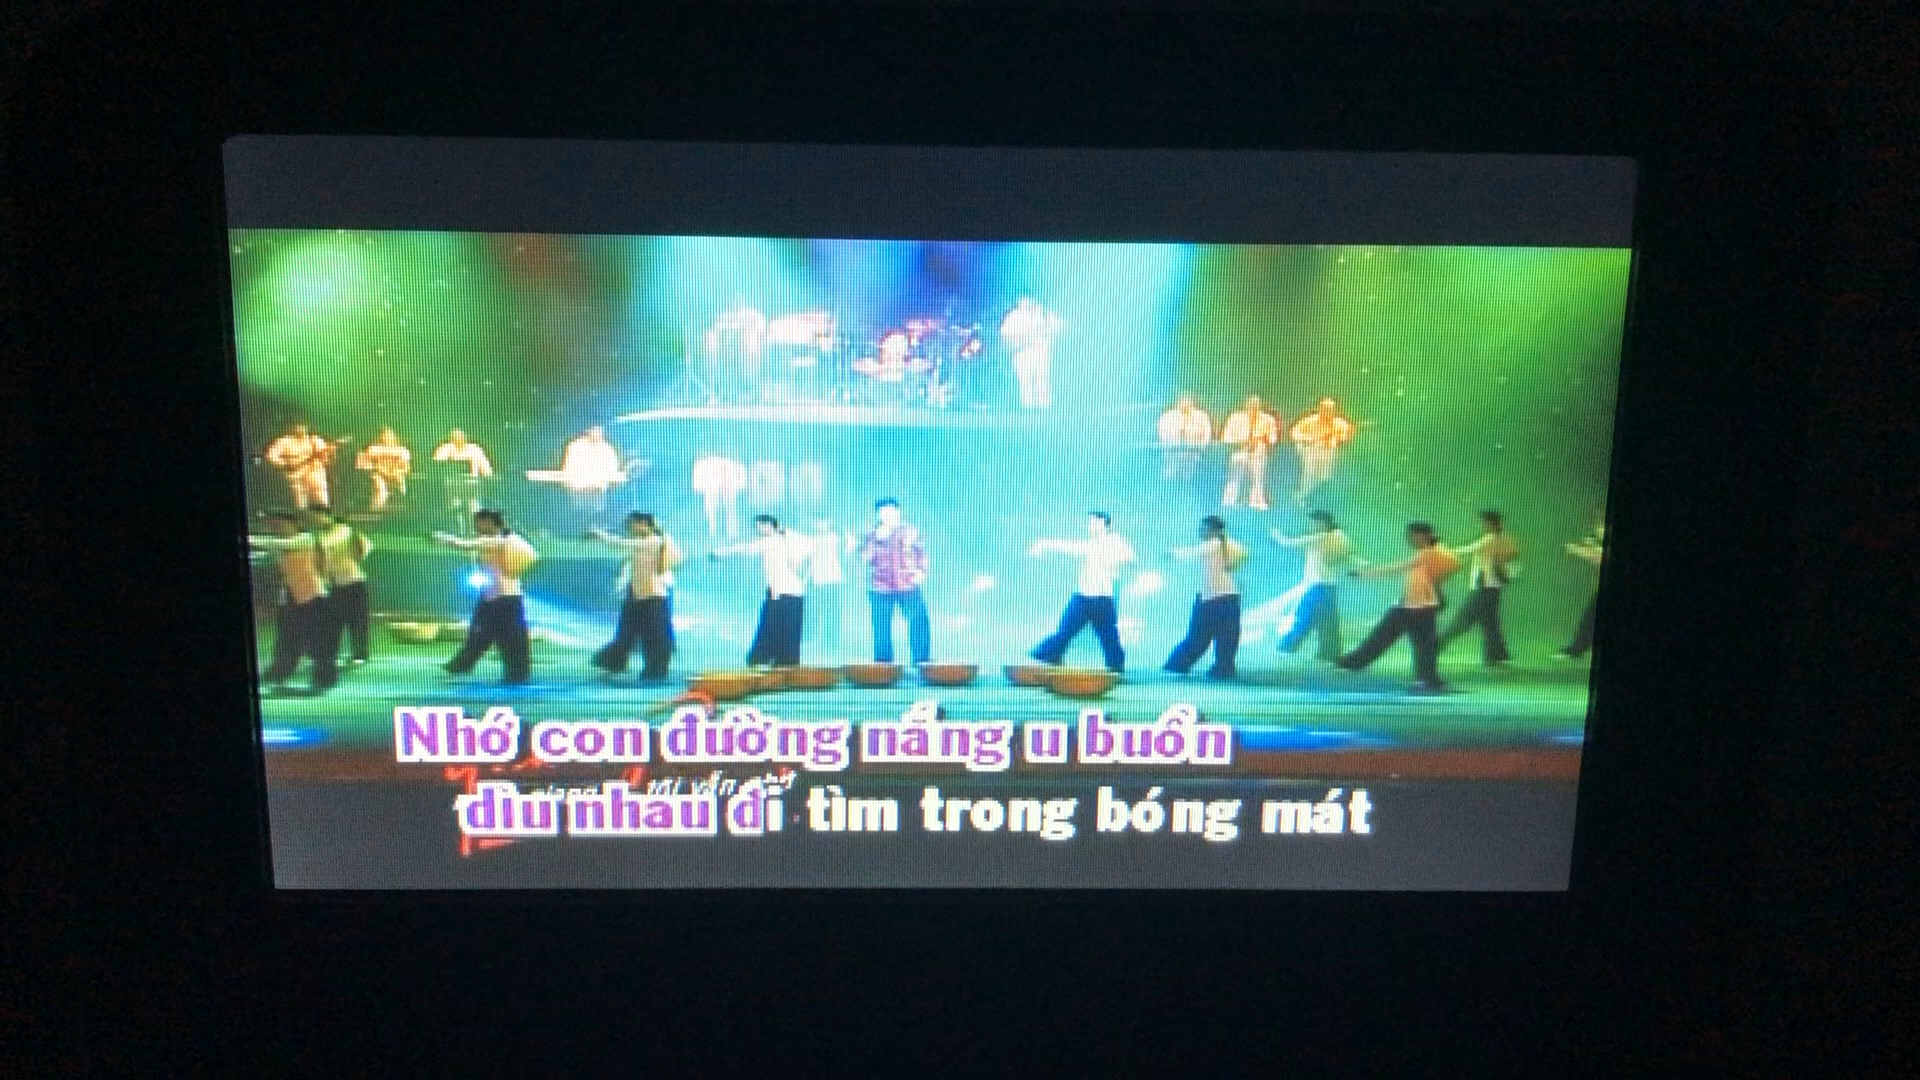 Nhớ con đường nắng u buồn
dìu nhau đi tìm trong bóng mát